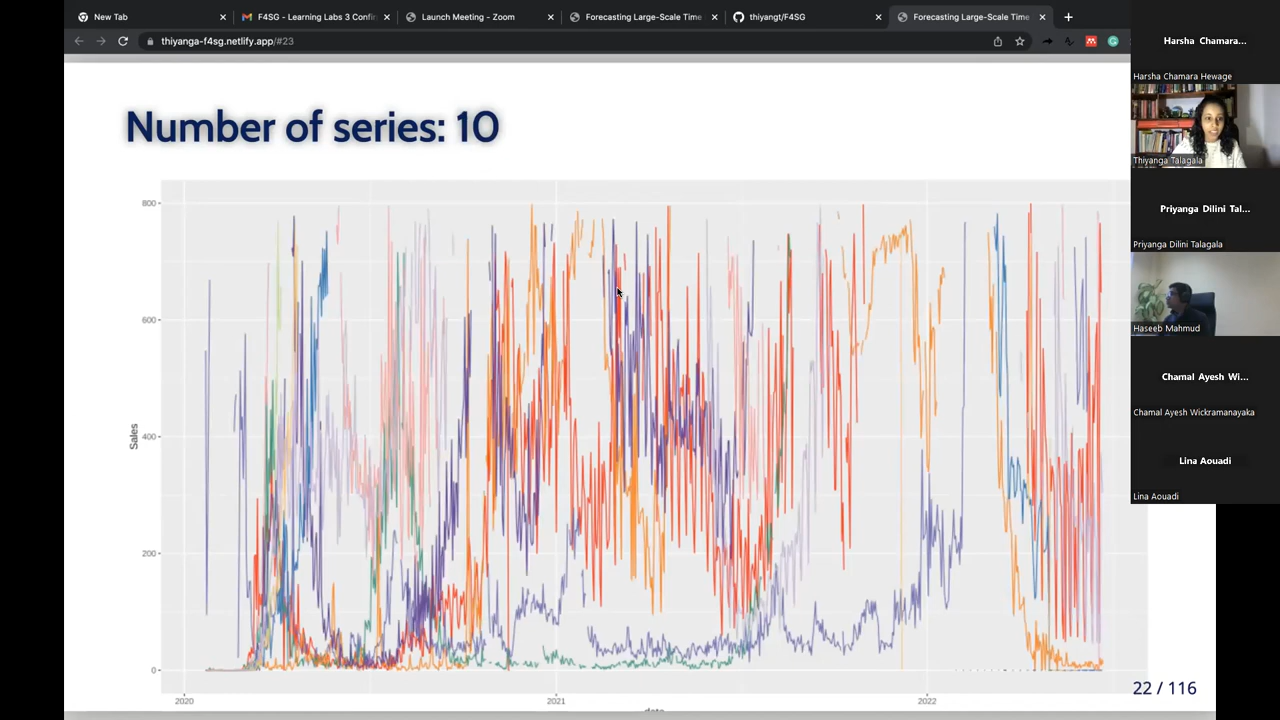 New Tab
F4SG - Learning Labs 3 Confir
Launch Meeting - Zoom
Forecasting Large-Scale Time
thiyangt/F4SG
Forecasting Large-Scale Time
thiyanga-f4sg.netlify.app/#23
Number of series: 10
800
600
400
200
0
Sales
2020
2021
2022
date
22 / 116
Harsha Chamara...
Harsha Chamara Hewage
Thiyanga Talagala
Priyanga Dilini Tal...
Priyanga Dilini Talagala
Haseeb Mahmud
Chamal Ayesh Wi...
Chamal Ayesh Wickramanayaka
Lina Aouadi
Lina Aouadi